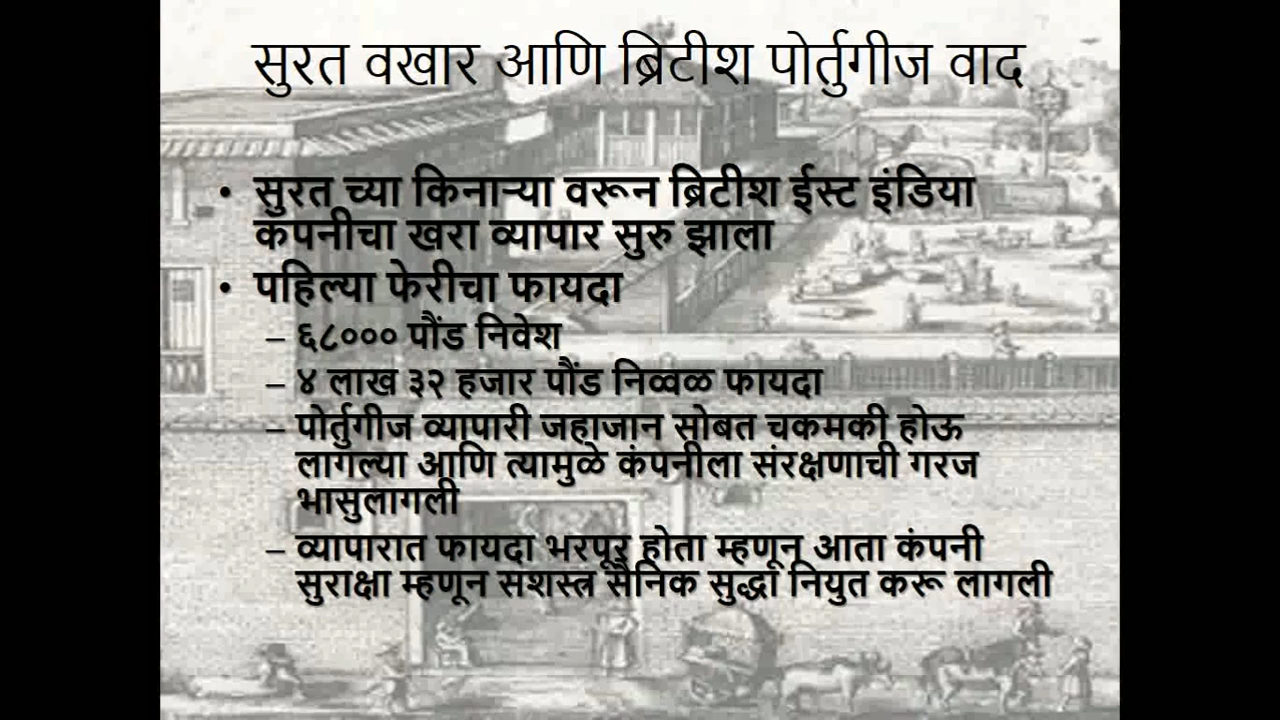 सुरत वखार आणि ब्रिटीश पोर्तुगीज वाद
• सुरत च्या किनाऱ्या वरून ब्रिटीश ईस्ट इंडिया
कंपनीचा खरा व्यापार सुरु झाला
• पहिल्या फेरीचा फायदा
– ६८००० पौंड निवेश
– ४ लाख ३२ हजार पौंड निव्वळ फायदा
– पोर्तुगीज व्यापारी जहाजान सोबत चकमकी होऊ
लागल्या आणि त्यामुळे कंपनीला संरक्षणाची गरज
भासुलागली
– व्यापारात फायदा भरपूर होता म्हणून आता कंपनी
सुराक्षा म्हणून सशस्त्र सैनिक सुद्धा नियुत करू लागली